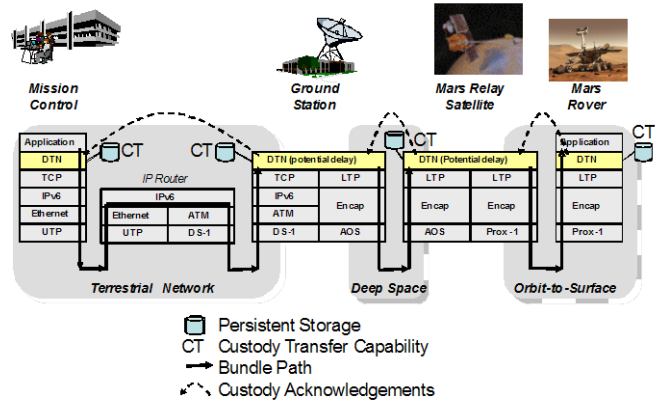 Mission
Control
Ground
Station
Mars Relay
Satellite
Mars
Rover
Application
DTN
TCP
IPv6
Ethernet
UTP
CT
CT
IP Router
IPv6
Ethernet ATM
UTP DS-1
DTN (potential delay)
TCP LTP
IPv6
Encap
ATM
DS-1 AOS
CT
DTN (Potential delay)
LTP LTP
Encap Encap
AOS Prox-1
Application
DTN
LTP
Encap
Prox-1
CT
Terrestrial Network
Deep Space
Orbit-to-Surface
Persistent Storage
CT Custody Transfer Capability
Bundle Path
Custody Acknowledgements